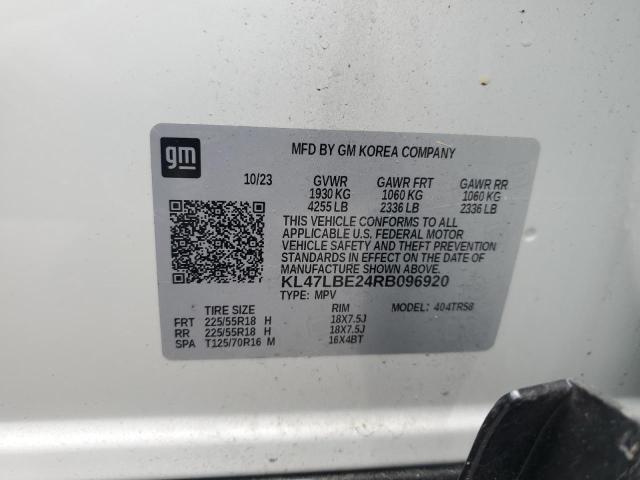 gm
MFD BY GM KOREA COMPANY
10/23 GVWR GAWR FRT GAWR RR
1930 KG 1060 KG 1060 KG
4255 LB 2336 LB 2336 LB
THIS VEHICLE CONFORMS TO ALL
APPLICABLE U.S. FEDERAL MOTOR
VEHICLE SAFETY AND THEFT PREVENTION
STANDARDS IN EFFECT ON THE DATE OF
MANUFACTURE SHOWN ABOVE.
KL47LBE24RB096920
TYPE: MPV MODEL: 404TR58
TIRE SIZE RIM
FRT 225/55R18 H 18X7.5J
RR 225/55R18 H 18X7.5J
SPA T125/70R16 M 16X4BT